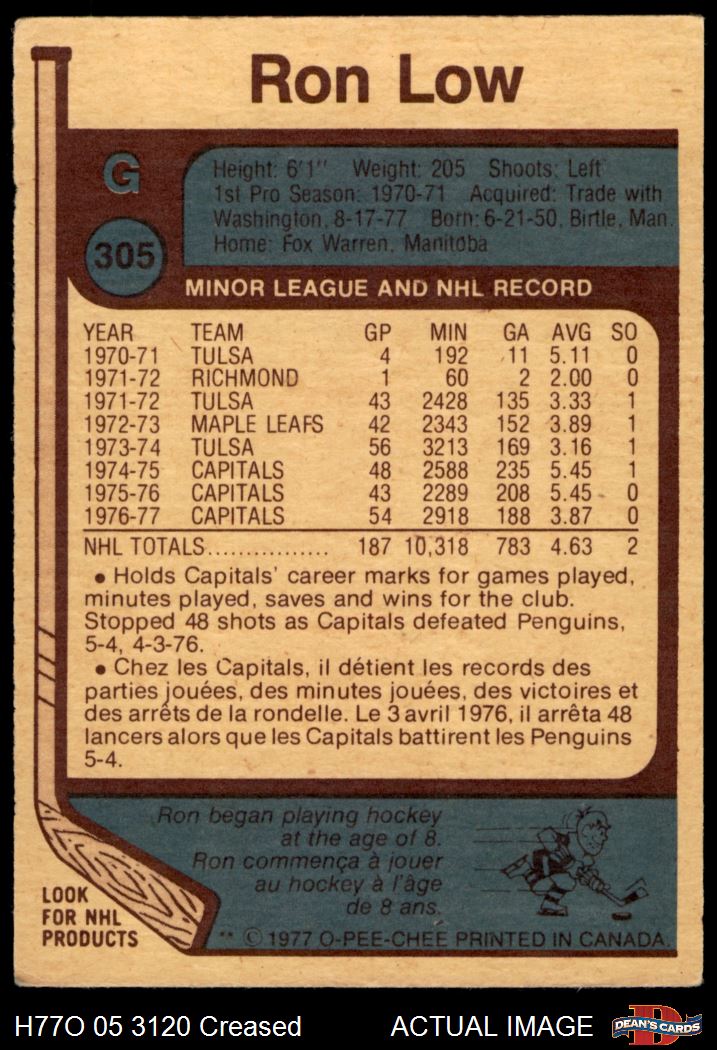 Ron Low
G
305
Height: 6'1" Weight: 205 Shoots: Left
1st Pro Season: 1970-71 Acquired: Trade with
Washington, 8-17-77 Born: 6-21-50, Birtle, Man.
Home: Fox Warren, Manitoba
MINOR LEAGUE AND NHL RECORD
YEAR TEAM GP MIN GA AVG SO
1970-71 TULSA 4 192 11 5.11 0
1971-72 RICHMOND 1 60 2 2.00 0
1971-72 TULSA 43 2428 135 3.33 1
1972-73 MAPLE LEAFS 42 2343 152 3.89 1
1973-74 TULSA 56 3213 169 3.16 1
1974-75 CAPITALS 48 2588 235 5.45 1
1975-76 CAPITALS 43 2289 208 5.45 0
1976-77 CAPITALS 54 2918 188 3.87 0
NHL TOTALS................ 187 10,318 783 4.63 2
• Holds Capitals' career marks for games played,
minutes played, saves and wins for the club.
Stopped 48 shots as Capitals defeated Penguins,
5-4, 4-3-76.
• Chez les Capitals, il détient les records des
parties jouées, des minutes jouées, des victoires et
des arrêts de la rondelle. Le 3 avril 1976, il arrêta 48
lancers alors que les Capitals battirent les Penguins
5-4.
Ron began playing hockey
at the age of 8.
Ron commença à jouer
au hockey à l'âge
de 8 ans.
LOOK
FOR NHL
PRODUCTS
** © 1977 O-PEE-CHEE PRINTED IN CANADA.
H77O 05 3120 Creased ACTUAL IMAGE
D
DEAN'S CARDS